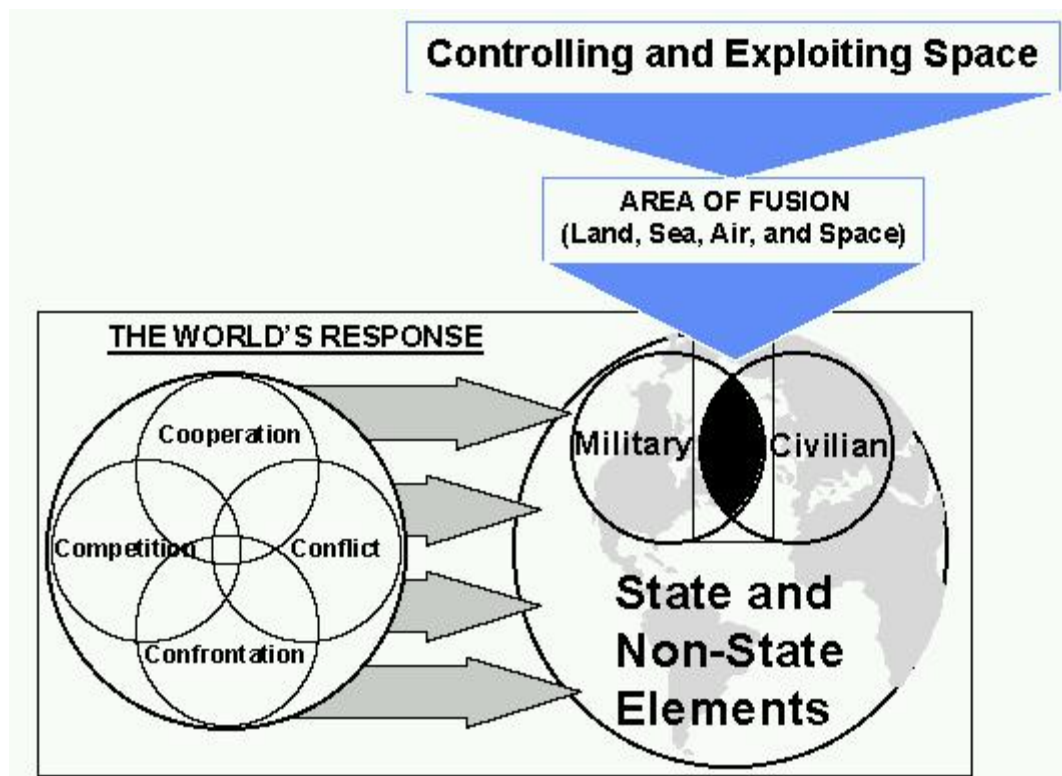 Controlling and Exploiting Space
AREA OF FUSION
(Land, Sea, Air, and Space)
THE WORLD'S RESPONSE
Cooperation
Competition
Conflict
Confrontation
Military
Civilian
State and
Non-State
Elements